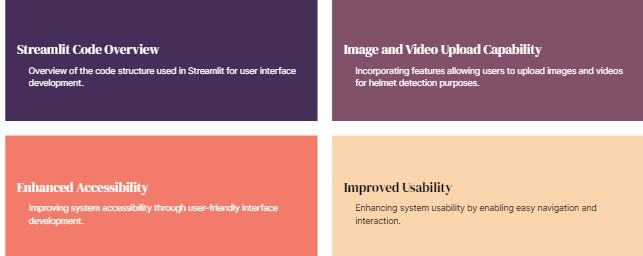 Streamlit Code Overview
Overview of the code structure used in Streamlit for user interface
development.
Image and Video Upload Capability
Incorporating features allowing users to upload images and videos
for helmet detection purposes.
Enhanced Accessibility
Improving system accessibility through user-friendly interface
development.
Improved Usability
Enhancing system usability by enabling easy navigation and
interaction.